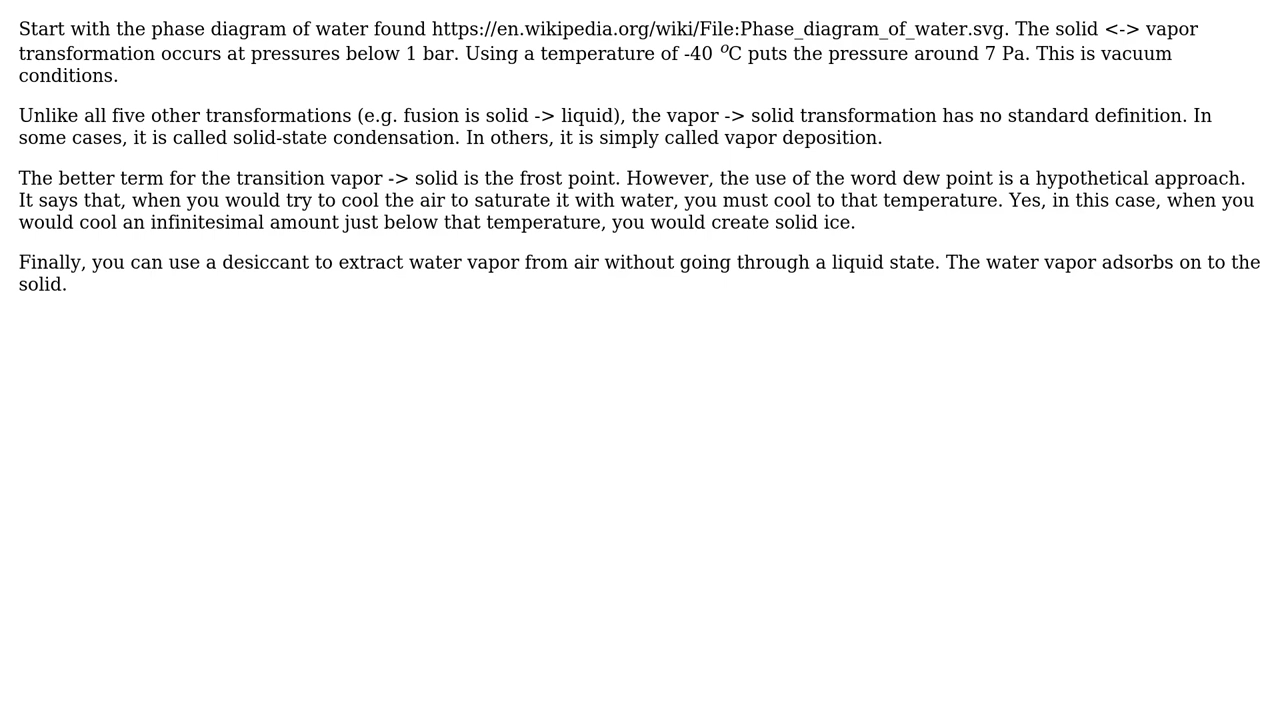 Start with the phase diagram of water found https://en.wikipedia.org/wiki/File:Phase_diagram_of_water.svg. The solid <-> vapor
transformation occurs at pressures below 1 bar. Using a temperature of -40 °C puts the pressure around 7 Pa. This is vacuum
conditions.
Unlike all five other transformations (e.g. fusion is solid -> liquid), the vapor -> solid transformation has no standard definition. In
some cases, it is called solid-state condensation. In others, it is simply called vapor deposition.
The better term for the transition vapor -> solid is the frost point. However, the use of the word dew point is a hypothetical approach.
It says that, when you would try to cool the air to saturate it with water, you must cool to that temperature. Yes, in this case, when you
would cool an infinitesimal amount just below that temperature, you would create solid ice.
Finally, you can use a desiccant to extract water vapor from air without going through a liquid state. The water vapor adsorbs on to the
solid.